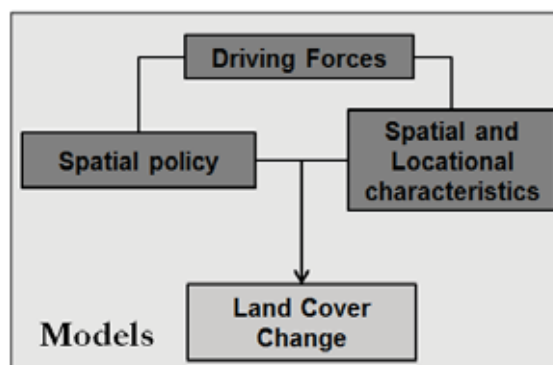 Driving Forces
Spatial policy
Spatial and
Locational
characteristics
Land Cover
Change
Models